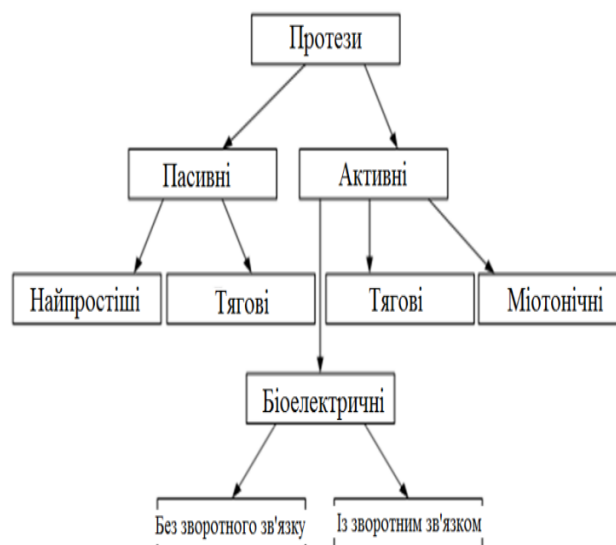 Протези
Пасивні
Активні
Найпростіші
Тягові
Тягові
Міотонічні
Біоелектричні
Без зворотного зв'язку
Із зворотним зв'язком